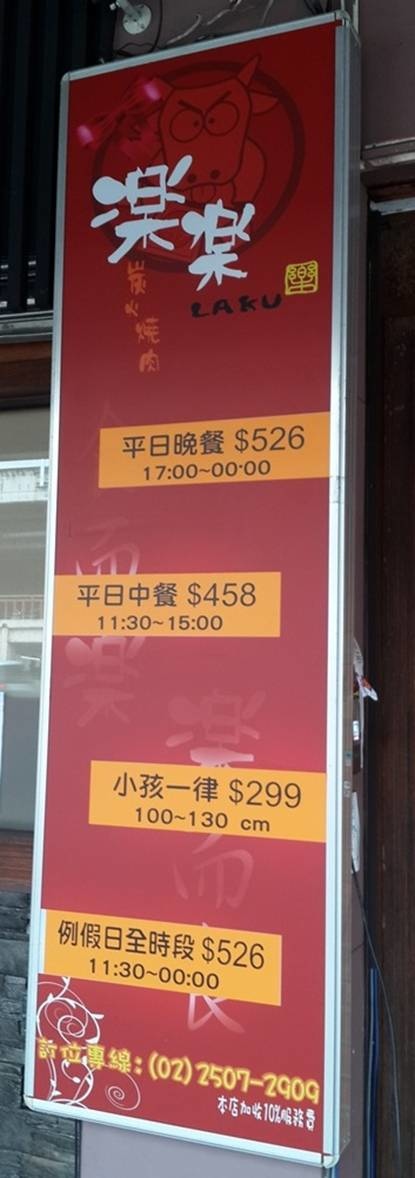 湨楽
LAKU
樂
炭火燒肉
平日晚餐 $526
17:00~00:00
平日中餐 $458
11:30~15:00
小孩一律 $299
100~130 cm
例假日全時段 $526
11:30~00:00
訂位專線:(02)2507-2909
本店加收10%服務費